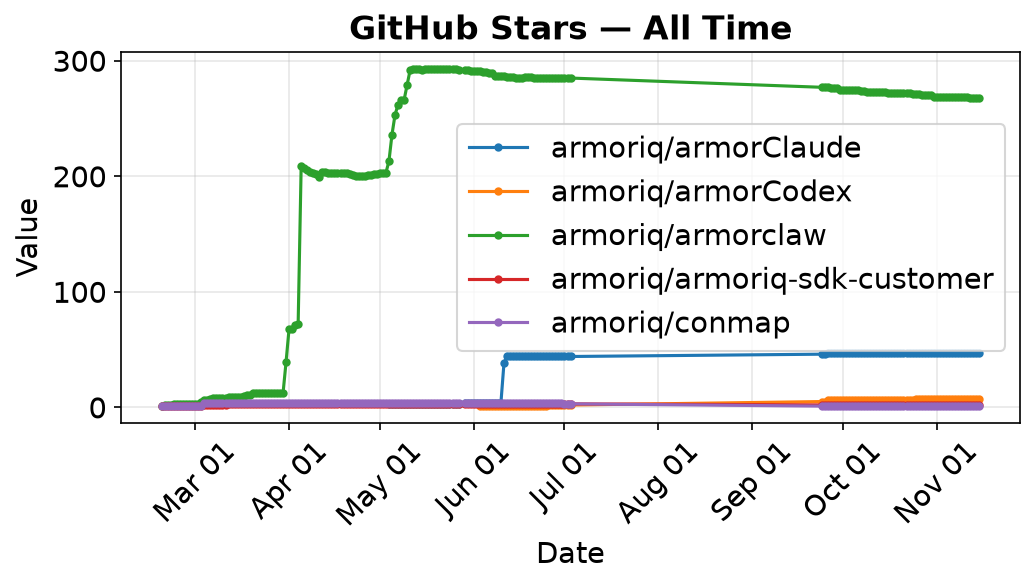 GitHub Stars — All Time
300
200
100
0
Value
armoriq/armorClaude
armoriq/armorCodex
armoriq/armorclaw
armoriq/armoriq-sdk-customer
armoriq/conmap
Mar 01
Apr 01
May 01
Jun 01
Jul 01
Aug 01
Sep 01
Oct 01
Nov 01
Date